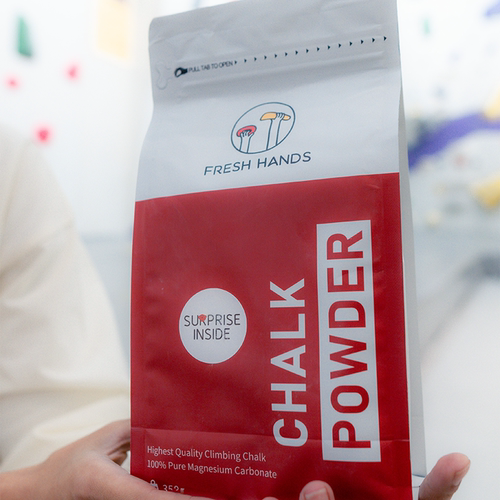 PULL TAB TO OPEN
FRESH HANDS
SURPRISE
INSIDE
CHALK
POWDER
Highest Quality Climbing Chalk
100% Pure Magnesium Carbonate